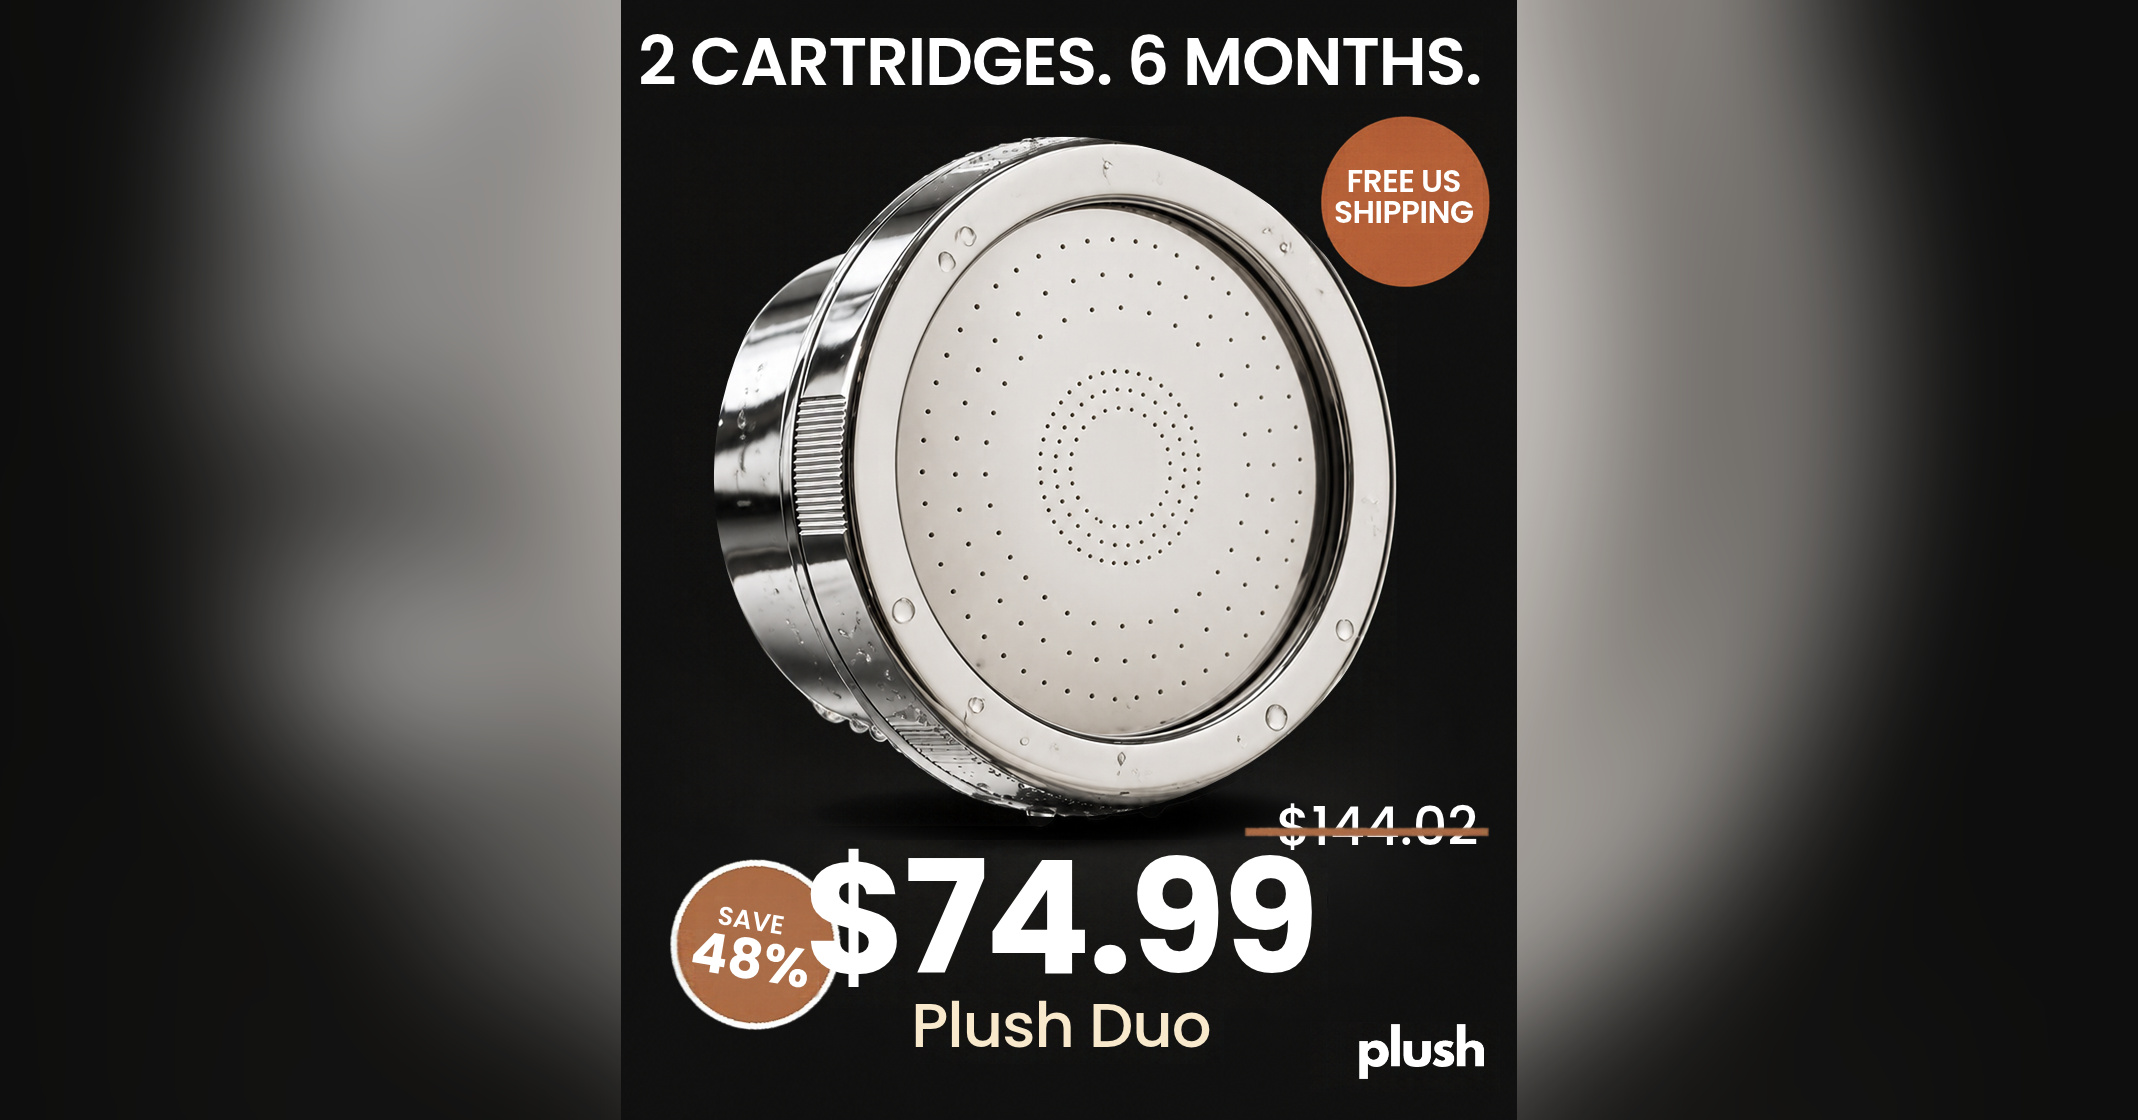 2 CARTRIDGES. 6 MONTHS.
FREE US
SHIPPING
$144.02
$74.99
SAVE
48%
Plush Duo
plush